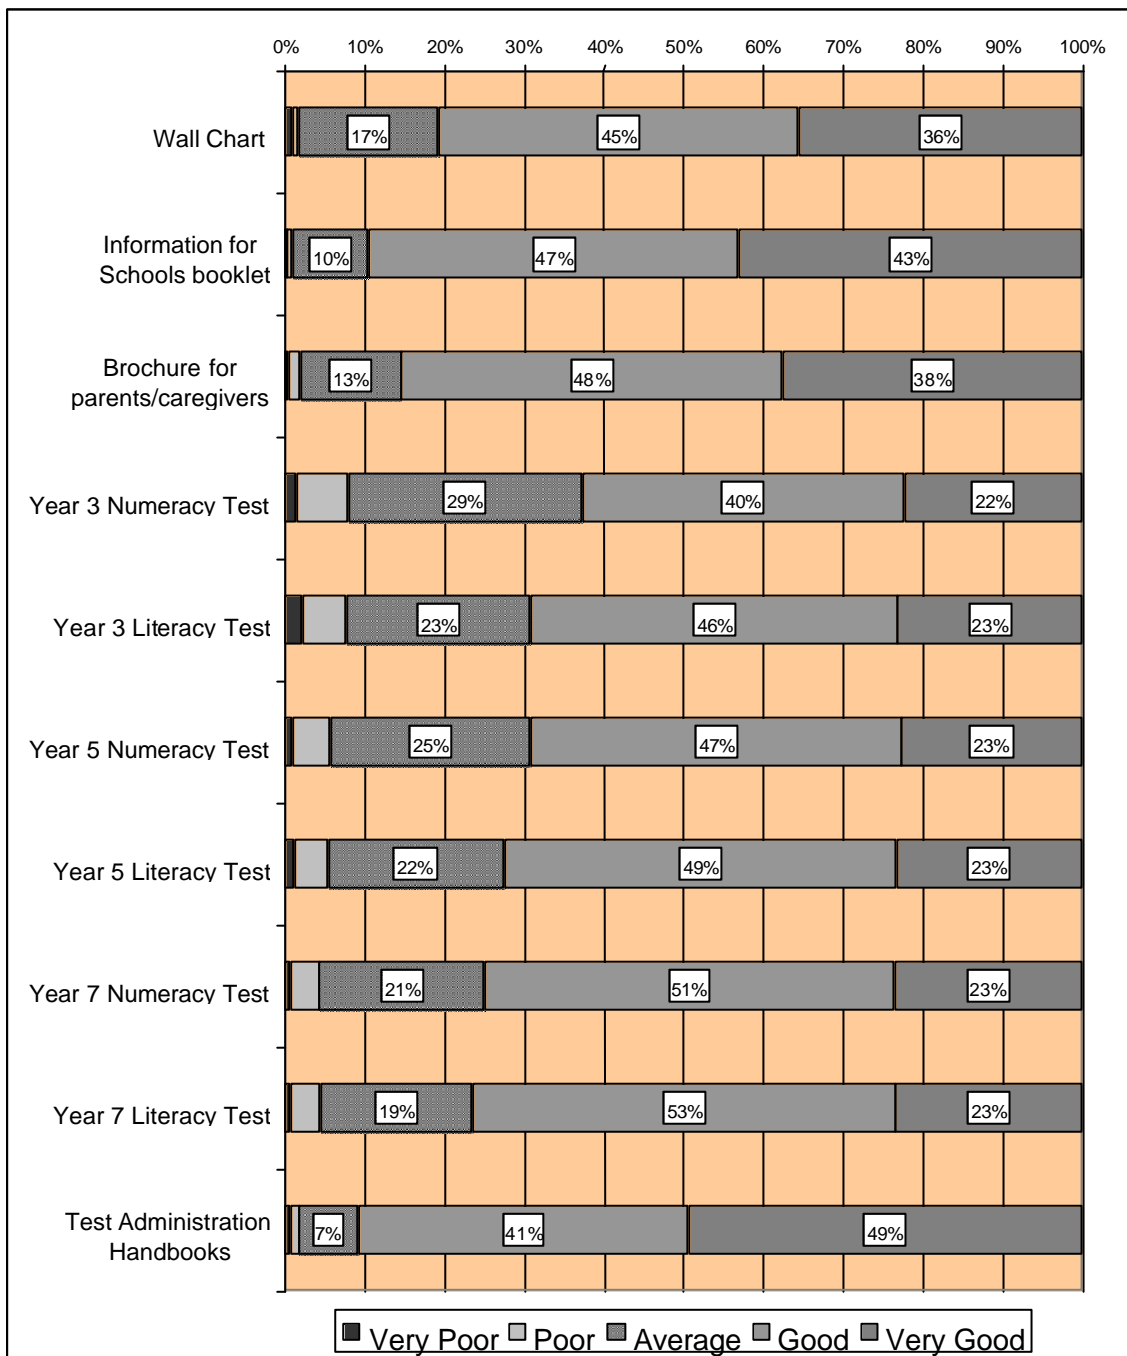 0% 10% 20% 30% 40% 50% 60% 70% 80% 90% 100%
Wall Chart
17% 45% 36%
Information for
Schools booklet
10% 47% 43%
Brochure for
parents/caregivers
13% 48% 38%
Year 3 Numeracy Test
29% 40% 22%
Year 3 Literacy Test
23% 46% 23%
Year 5 Numeracy Test
25% 47% 23%
Year 5 Literacy Test
22% 49% 23%
Year 7 Numeracy Test
21% 51% 23%
Year 7 Literacy Test
19% 53% 23%
Test Administration
Handbooks
7% 41% 49%
Very Poor Poor Average Good Very Good